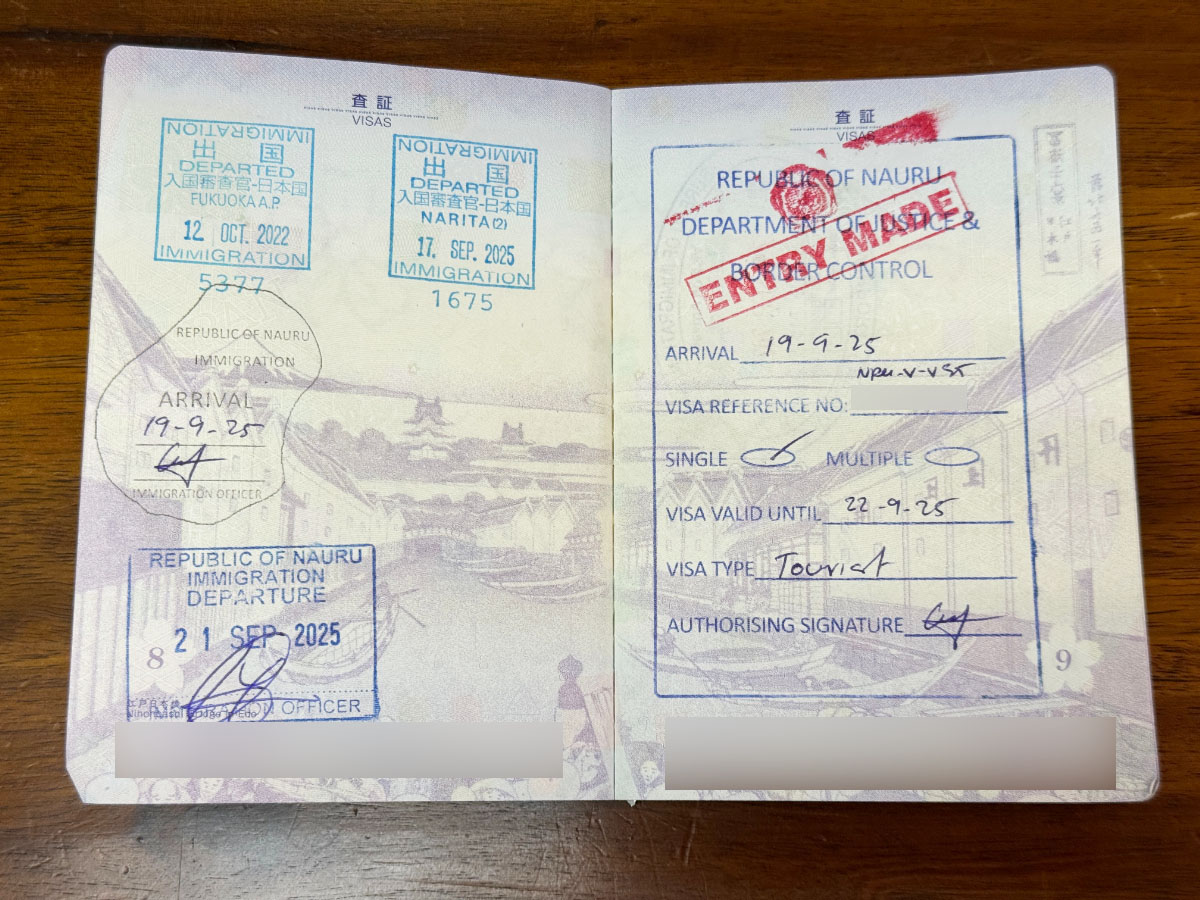 査証
VISAS
IMMIGRATION
出国
DEPARTED
入国審査官-日本国
FUKUOKA A.P.
12 OCT. 2022
IMMIGRATION
5377
IMMIGRATION
出国
DEPARTED
入国審査官-日本国
NARITA(2)
17. SEP. 2025
IMMIGRATION
1675
REPUBLIC OF NAURU
IMMIGRATION
ARRIVAL
19-9-25
IMMIGRATION OFFICER
REPUBLIC OF NAURU
IMMIGRATION
DEPARTURE
21 SEP 2025
OFFICER
8
査証
VISAS
REPUBLIC OF NAURU
DEPARTMENT OF JUSTICE &
BORDER CONTROL
ENTRY MADE
ARRIVAL 19-9-25
VISA REFERENCE NO:
SINGLE MULTIPLE
VISA VALID UNTIL 22-9-25
VISA TYPE Tourist
AUTHORISING SIGNATURE
9